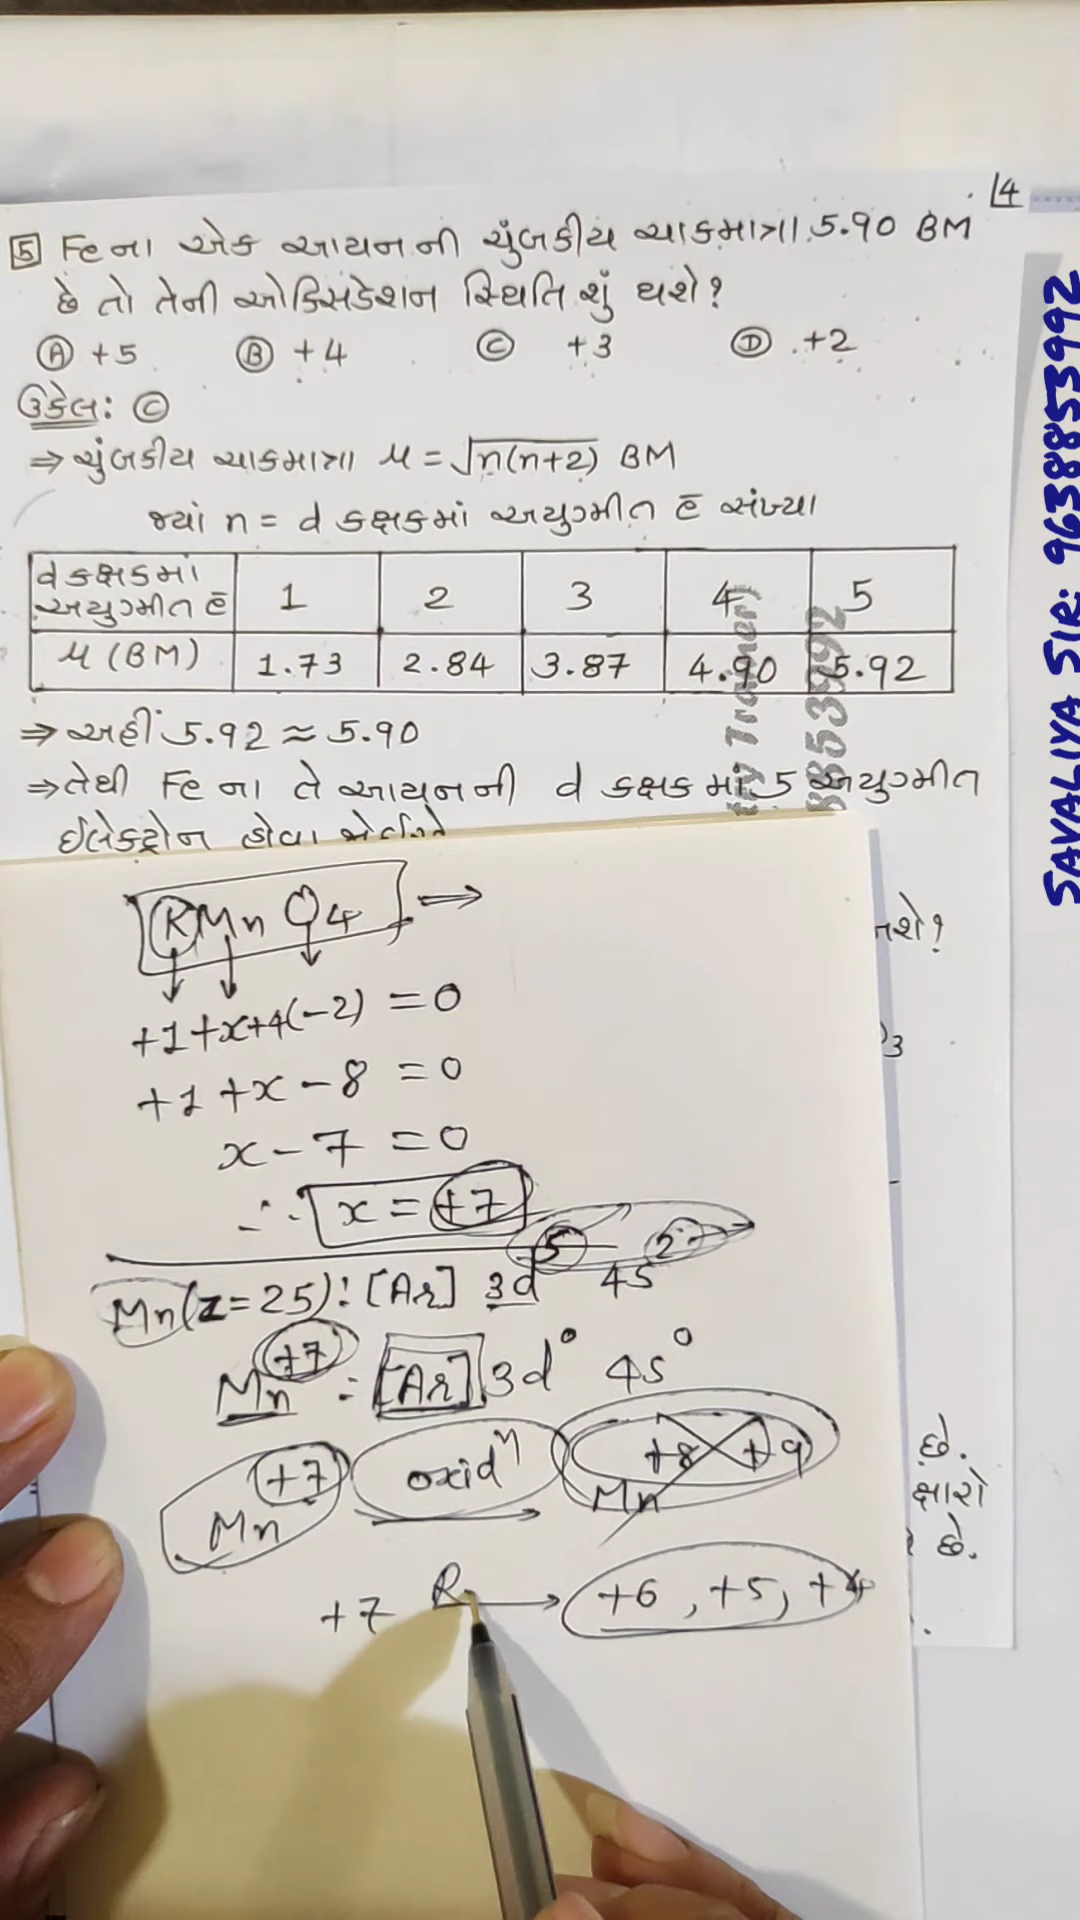 4
5 Fe ના એક આયનની ચુંબકીય ચાકમાત્રા 5.90 BM
છે તો તેની ઓક્સિડેશન સ્થિતિ શું થશે?
A +5 B +4 C +3 D +2
ઉકેલ: C
⇒ ચુંબકીય ચાકમાત્રા μ = √n(n+2) BM
જ્યાં n = d કક્ષકમાં અયુગ્મીત ē સંખ્યા
d કક્ષકમાં અયુગ્મીત ē 1 2 3 4 5
μ (BM) 1.73 2.84 3.87 4.90 5.92
⇒ અહીં 5.92 ≈ 5.90
⇒ તેથી Fe ના તે આયનની d કક્ષકમાં 5 અયુગ્મીત
ઈલેક્ટ્રોન હોવા જોઈએ
KMnO4 →
+1+x+4(-2) = 0
+1+x-8 = 0
x-7 = 0
∴ x = +7
Mn(z=25): [Ar] 3d⁵ 4s²
Mn⁺⁷ = [Ar] 3d⁰ 4s⁰
Mn⁺⁷ oxidⁿ → Mn +8 +9
+7 R → +6, +5, +4
3
છે.
ક્ષારો
છે.
SAVALIYA SIR: 9638853992